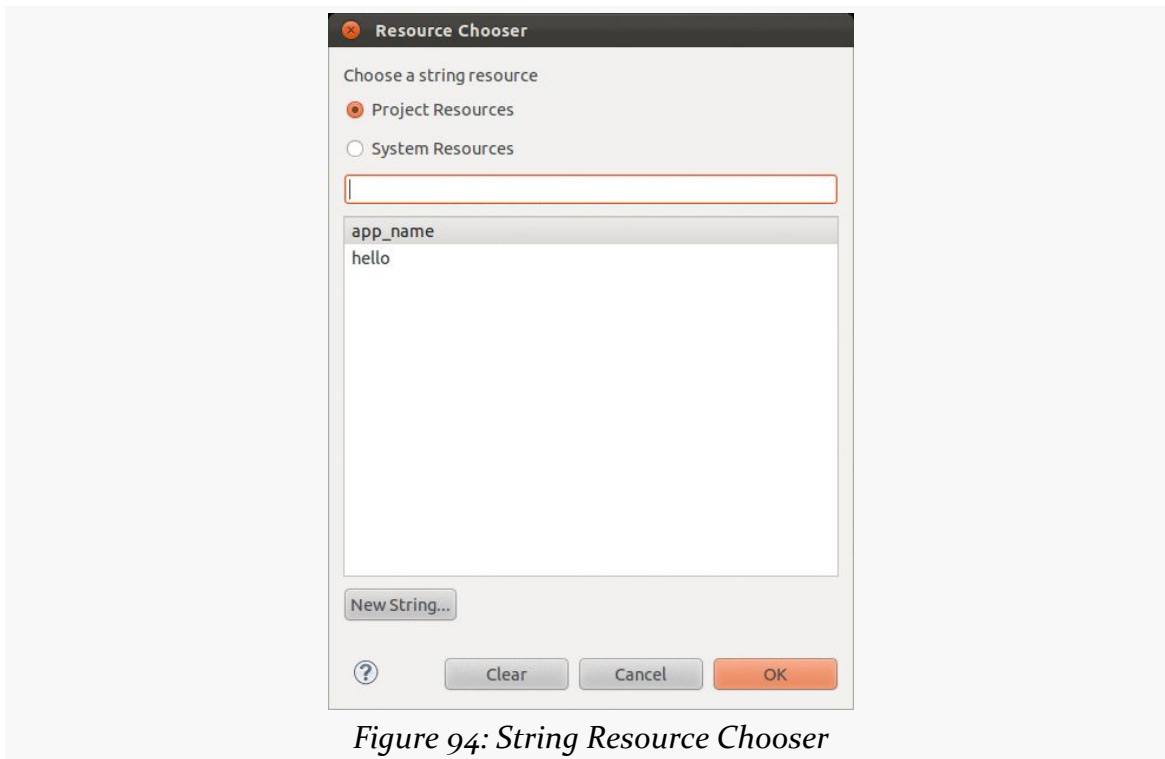 Resource Chooser
Choose a string resource
Project Resources
System Resources
app_name
hello
New String...
?
Clear Cancel OK
Figure 94: String Resource Chooser